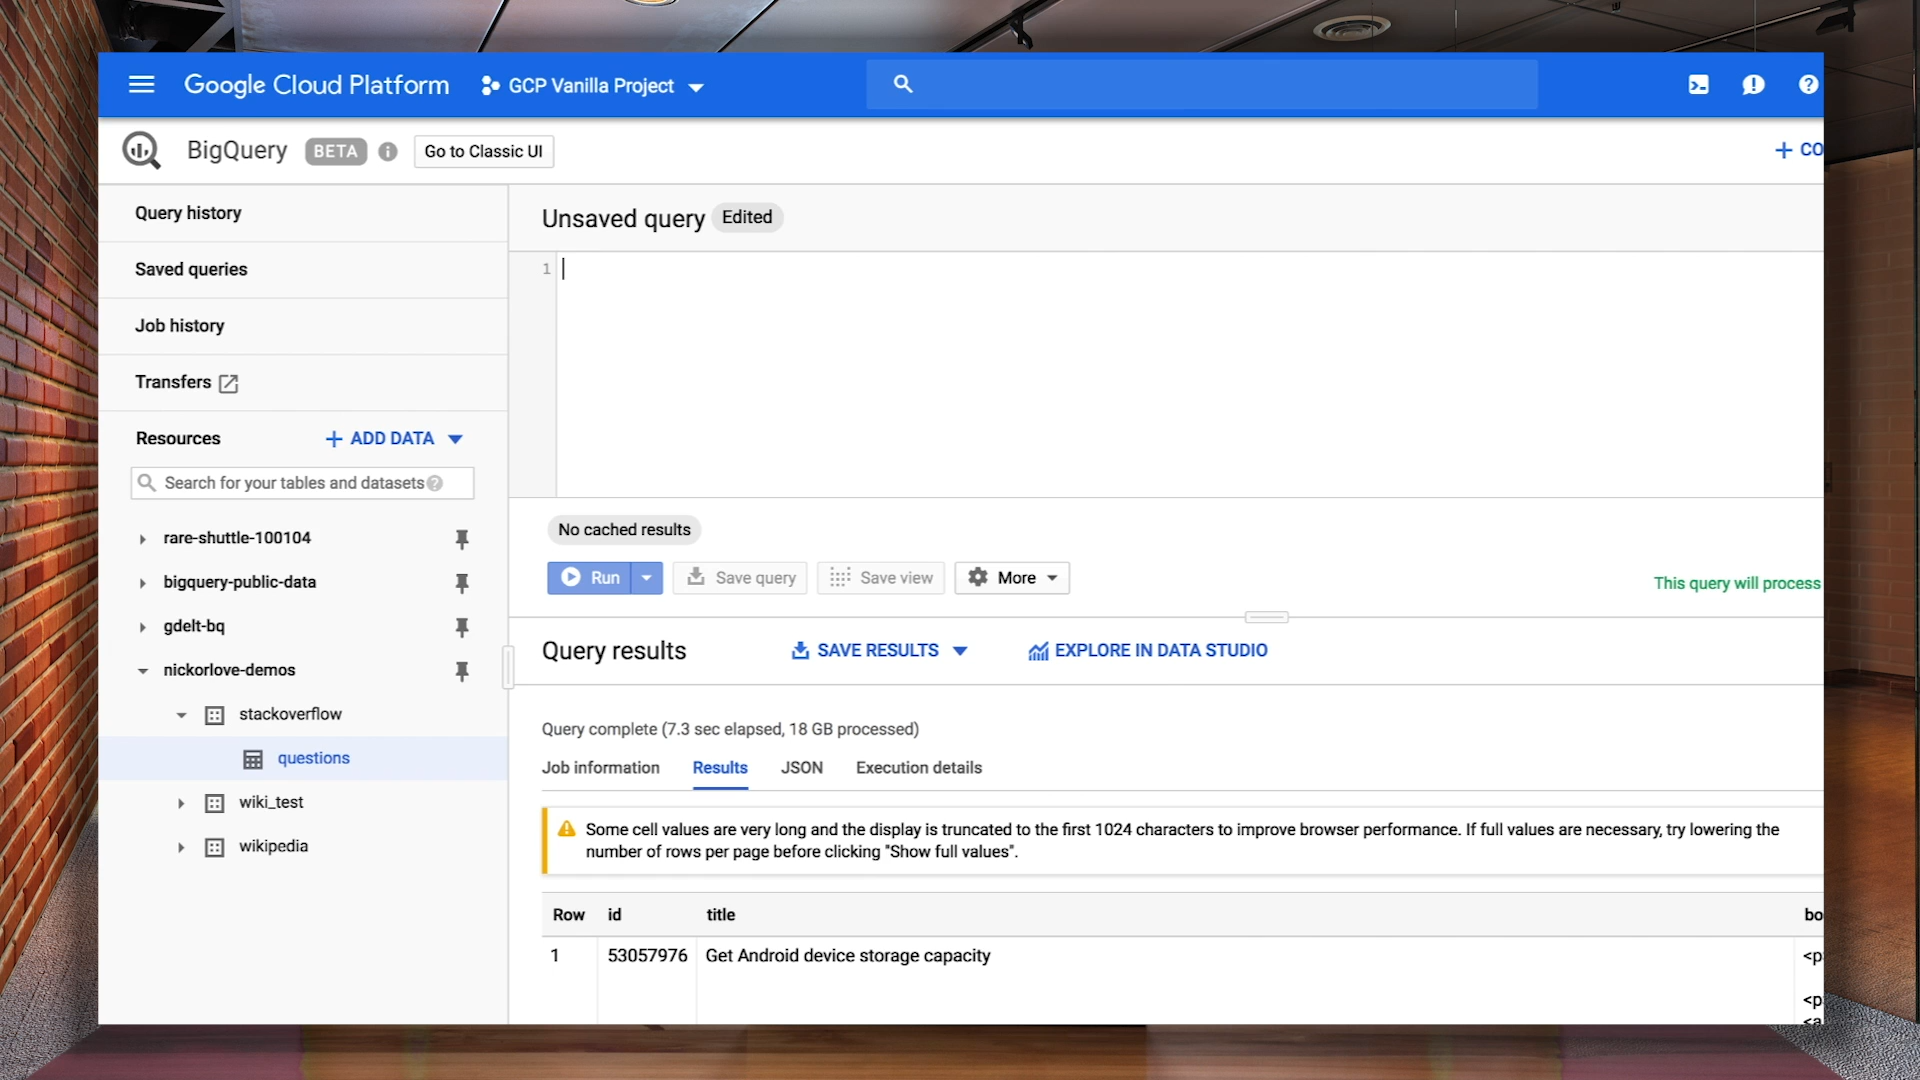 Google Cloud Platform GCP Vanilla Project
BigQuery BETA Go to Classic UI
+ CO
Query history
Saved queries
Job history
Transfers
Resources + ADD DATA
Search for your tables and datasets
rare-shuttle-100104
bigquery-public-data
gdelt-bq
nickorlove-demos
stackoverflow
questions
wiki_test
wikipedia
Unsaved query Edited
1
No cached results
Run Save query Save view More
This query will process
Query results SAVE RESULTS EXPLORE IN DATA STUDIO
Query complete (7.3 sec elapsed, 18 GB processed)
Job information Results JSON Execution details
Some cell values are very long and the display is truncated to the first 1024 characters to improve browser performance. If full values are necessary, try lowering the
number of rows per page before clicking "Show full values".
Row id title bo
1 53057976 Get Android device storage capacity <p
<p
<a